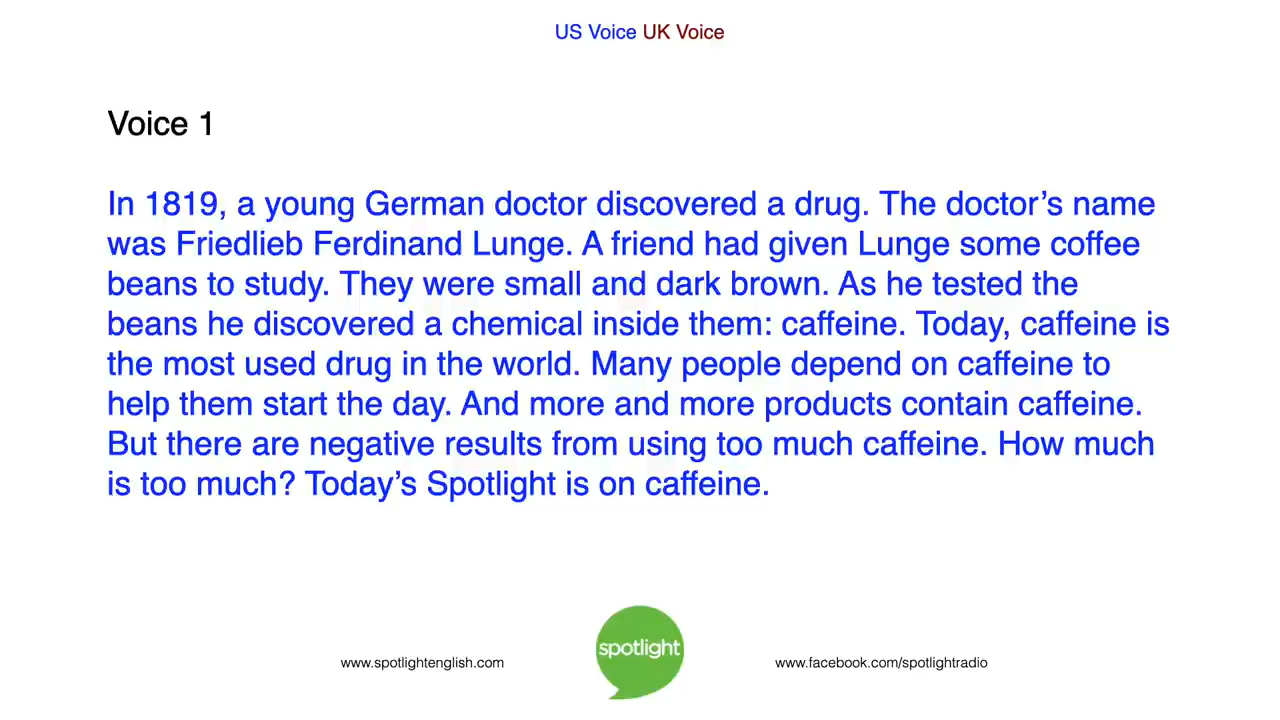 US Voice UK Voice
Voice 1
In 1819, a young German doctor discovered a drug. The doctor’s name
was Friedlieb Ferdinand Lunge. A friend had given Lunge some coffee
beans to study. They were small and dark brown. As he tested the
beans he discovered a chemical inside them: caffeine. Today, caffeine is
the most used drug in the world. Many people depend on caffeine to
help them start the day. And more and more products contain caffeine.
But there are negative results from using too much caffeine. How much
is too much? Today’s Spotlight is on caffeine.
www.spotlightenglish.com
spotlight
www.facebook.com/spotlightradio